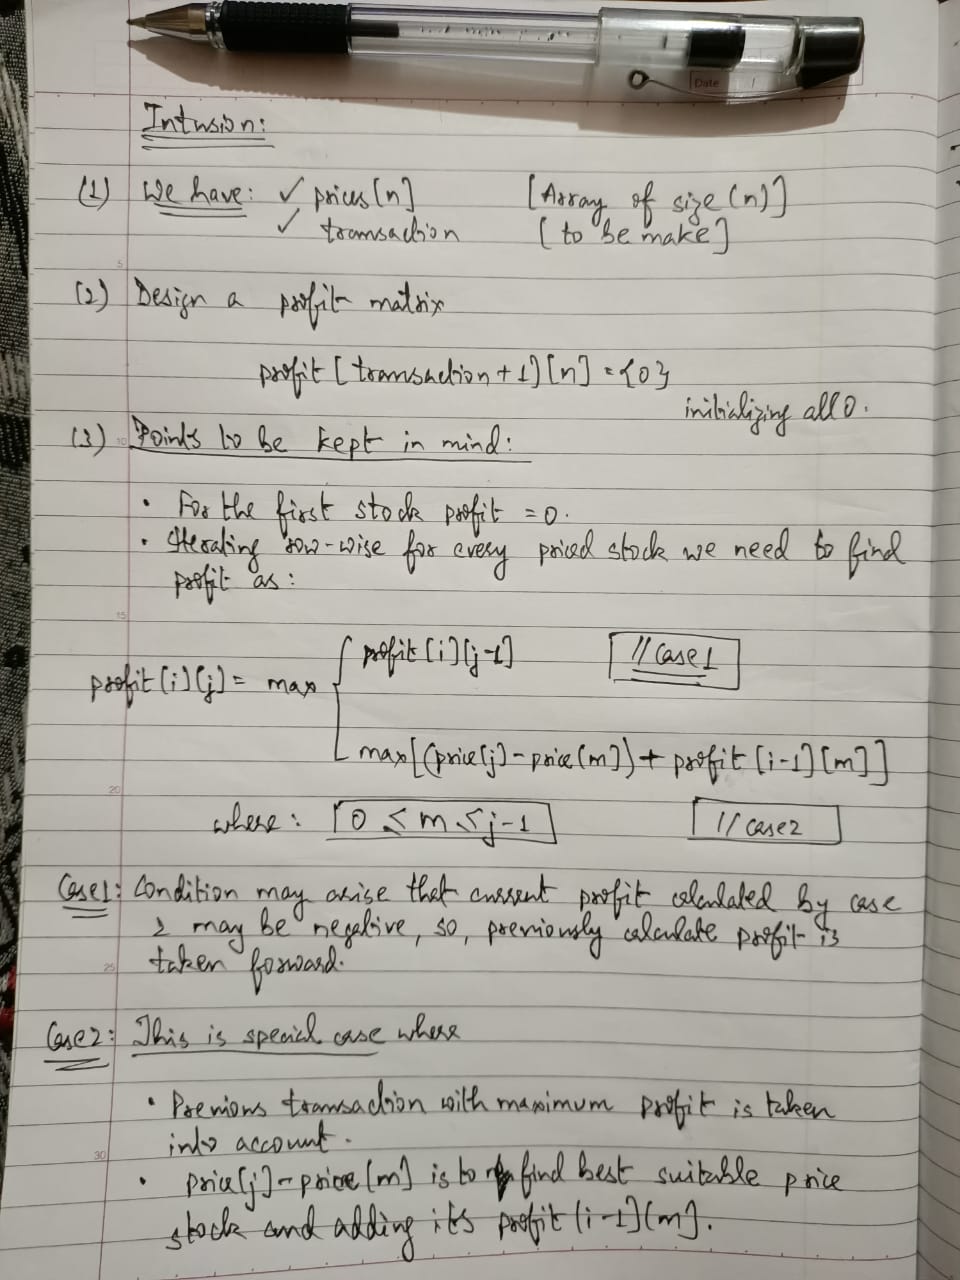 Date
Intusion:
(1) We have: ✓ prices[n] [Array of size (n)]
✓ transaction [to be make]
5
(2) Design a profit matrix
profit [transaction+1][n] = {0}
initializing all 0.
(3) Points to be kept in mind:
10
• For the first stock profit = 0.
• Iterating row-wise for every priced stock we need to find
profit as:
15
profit[i][j] = max { profit[i][j-1] //case1
max[(price[j]-price[m]) + profit[i-1][m]]
20
where: 0 ≤ m ≤ j-1 //case2
Case1: Condition may arise that current profit calculated by case
2 may be negative, so, previously calculate profit is
taken forward.
25
Case2: This is special case where
• Previous transaction with maximum profit is taken
into account.
30
• price[j]-price[m] is to find best suitable price
stock and adding its profit[i-1][m].